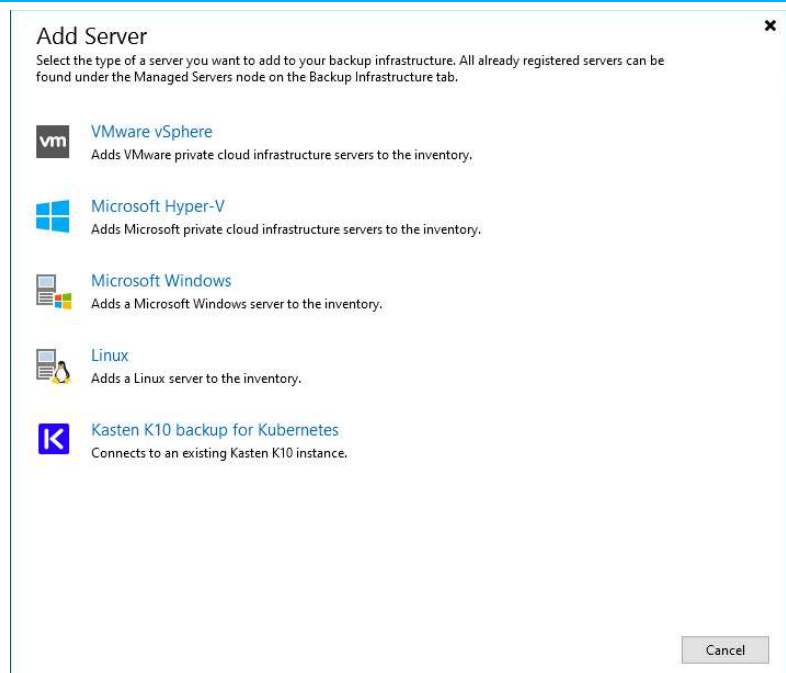 Add Server
Select the type of a server you want to add to your backup infrastructure. All already registered servers can be
found under the Managed Servers node on the Backup Infrastructure tab.
vm
VMware vSphere
Adds VMware private cloud infrastructure servers to the inventory.
Microsoft Hyper-V
Adds Microsoft private cloud infrastructure servers to the inventory.
Microsoft Windows
Adds a Microsoft Windows server to the inventory.
Linux
Adds a Linux server to the inventory.
K
Kasten K10 backup for Kubernetes
Connects to an existing Kasten K10 instance.
Cancel